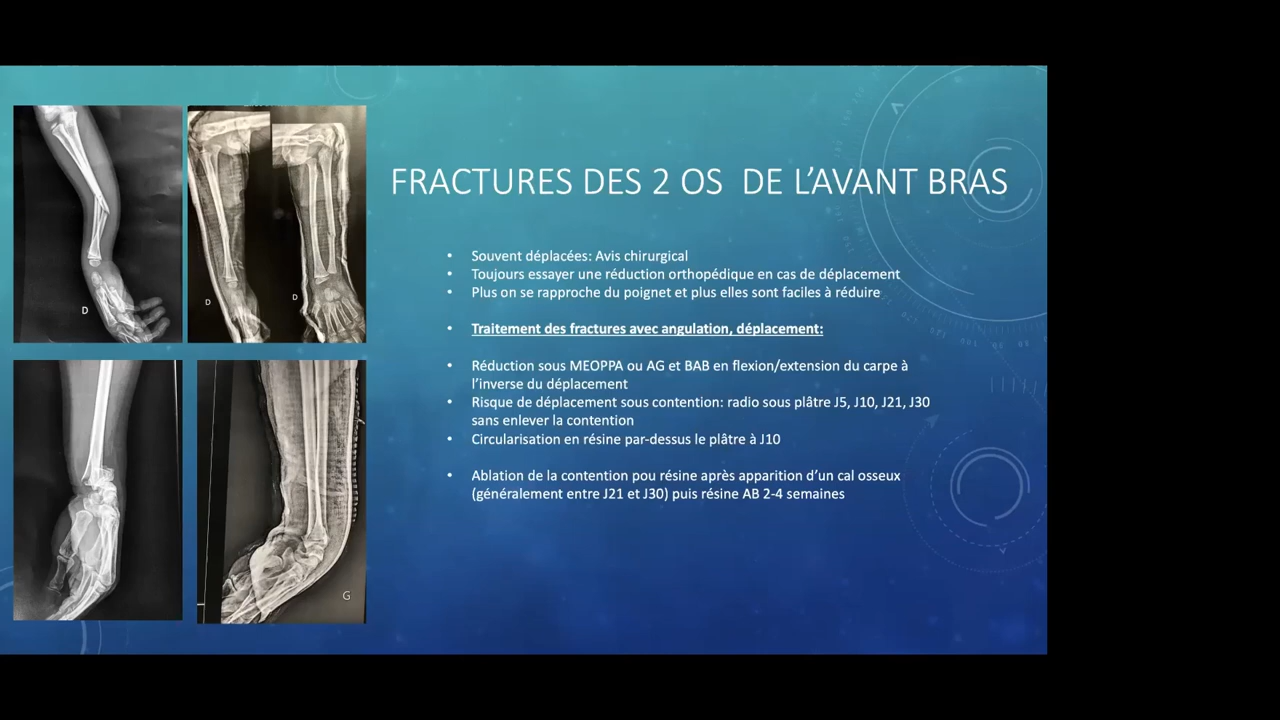 FRACTURES DES 2 OS DE L'AVANT BRAS
• Souvent déplacées: Avis chirurgical
• Toujours essayer une réduction orthopédique en cas de déplacement
• Plus on se rapproche du poignet et plus elles sont faciles à réduire
• Traitement des fractures avec angulation, déplacement:
• Réduction sous MEOPPA ou AG et BAB en flexion/extension du carpe à
l'inverse du déplacement
• Risque de déplacement sous contention: radio sous plâtre J5, J10, J21, J30
sans enlever la contention
• Circularisation en résine par-dessus le plâtre à J10
• Ablation de la contention pou résine après apparition d'un cal osseux
(généralement entre J21 et J30) puis résine AB 2-4 semaines
D
D
D
G